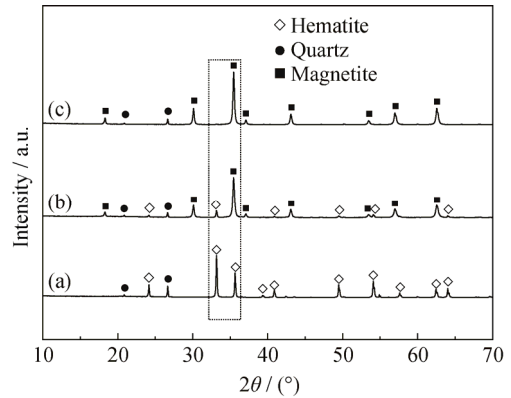 Hematite
Quartz
Magnetite
(c)
(b)
(a)
Intensity / a.u.
10 20 30 40 50 60 70
2θ / (°)